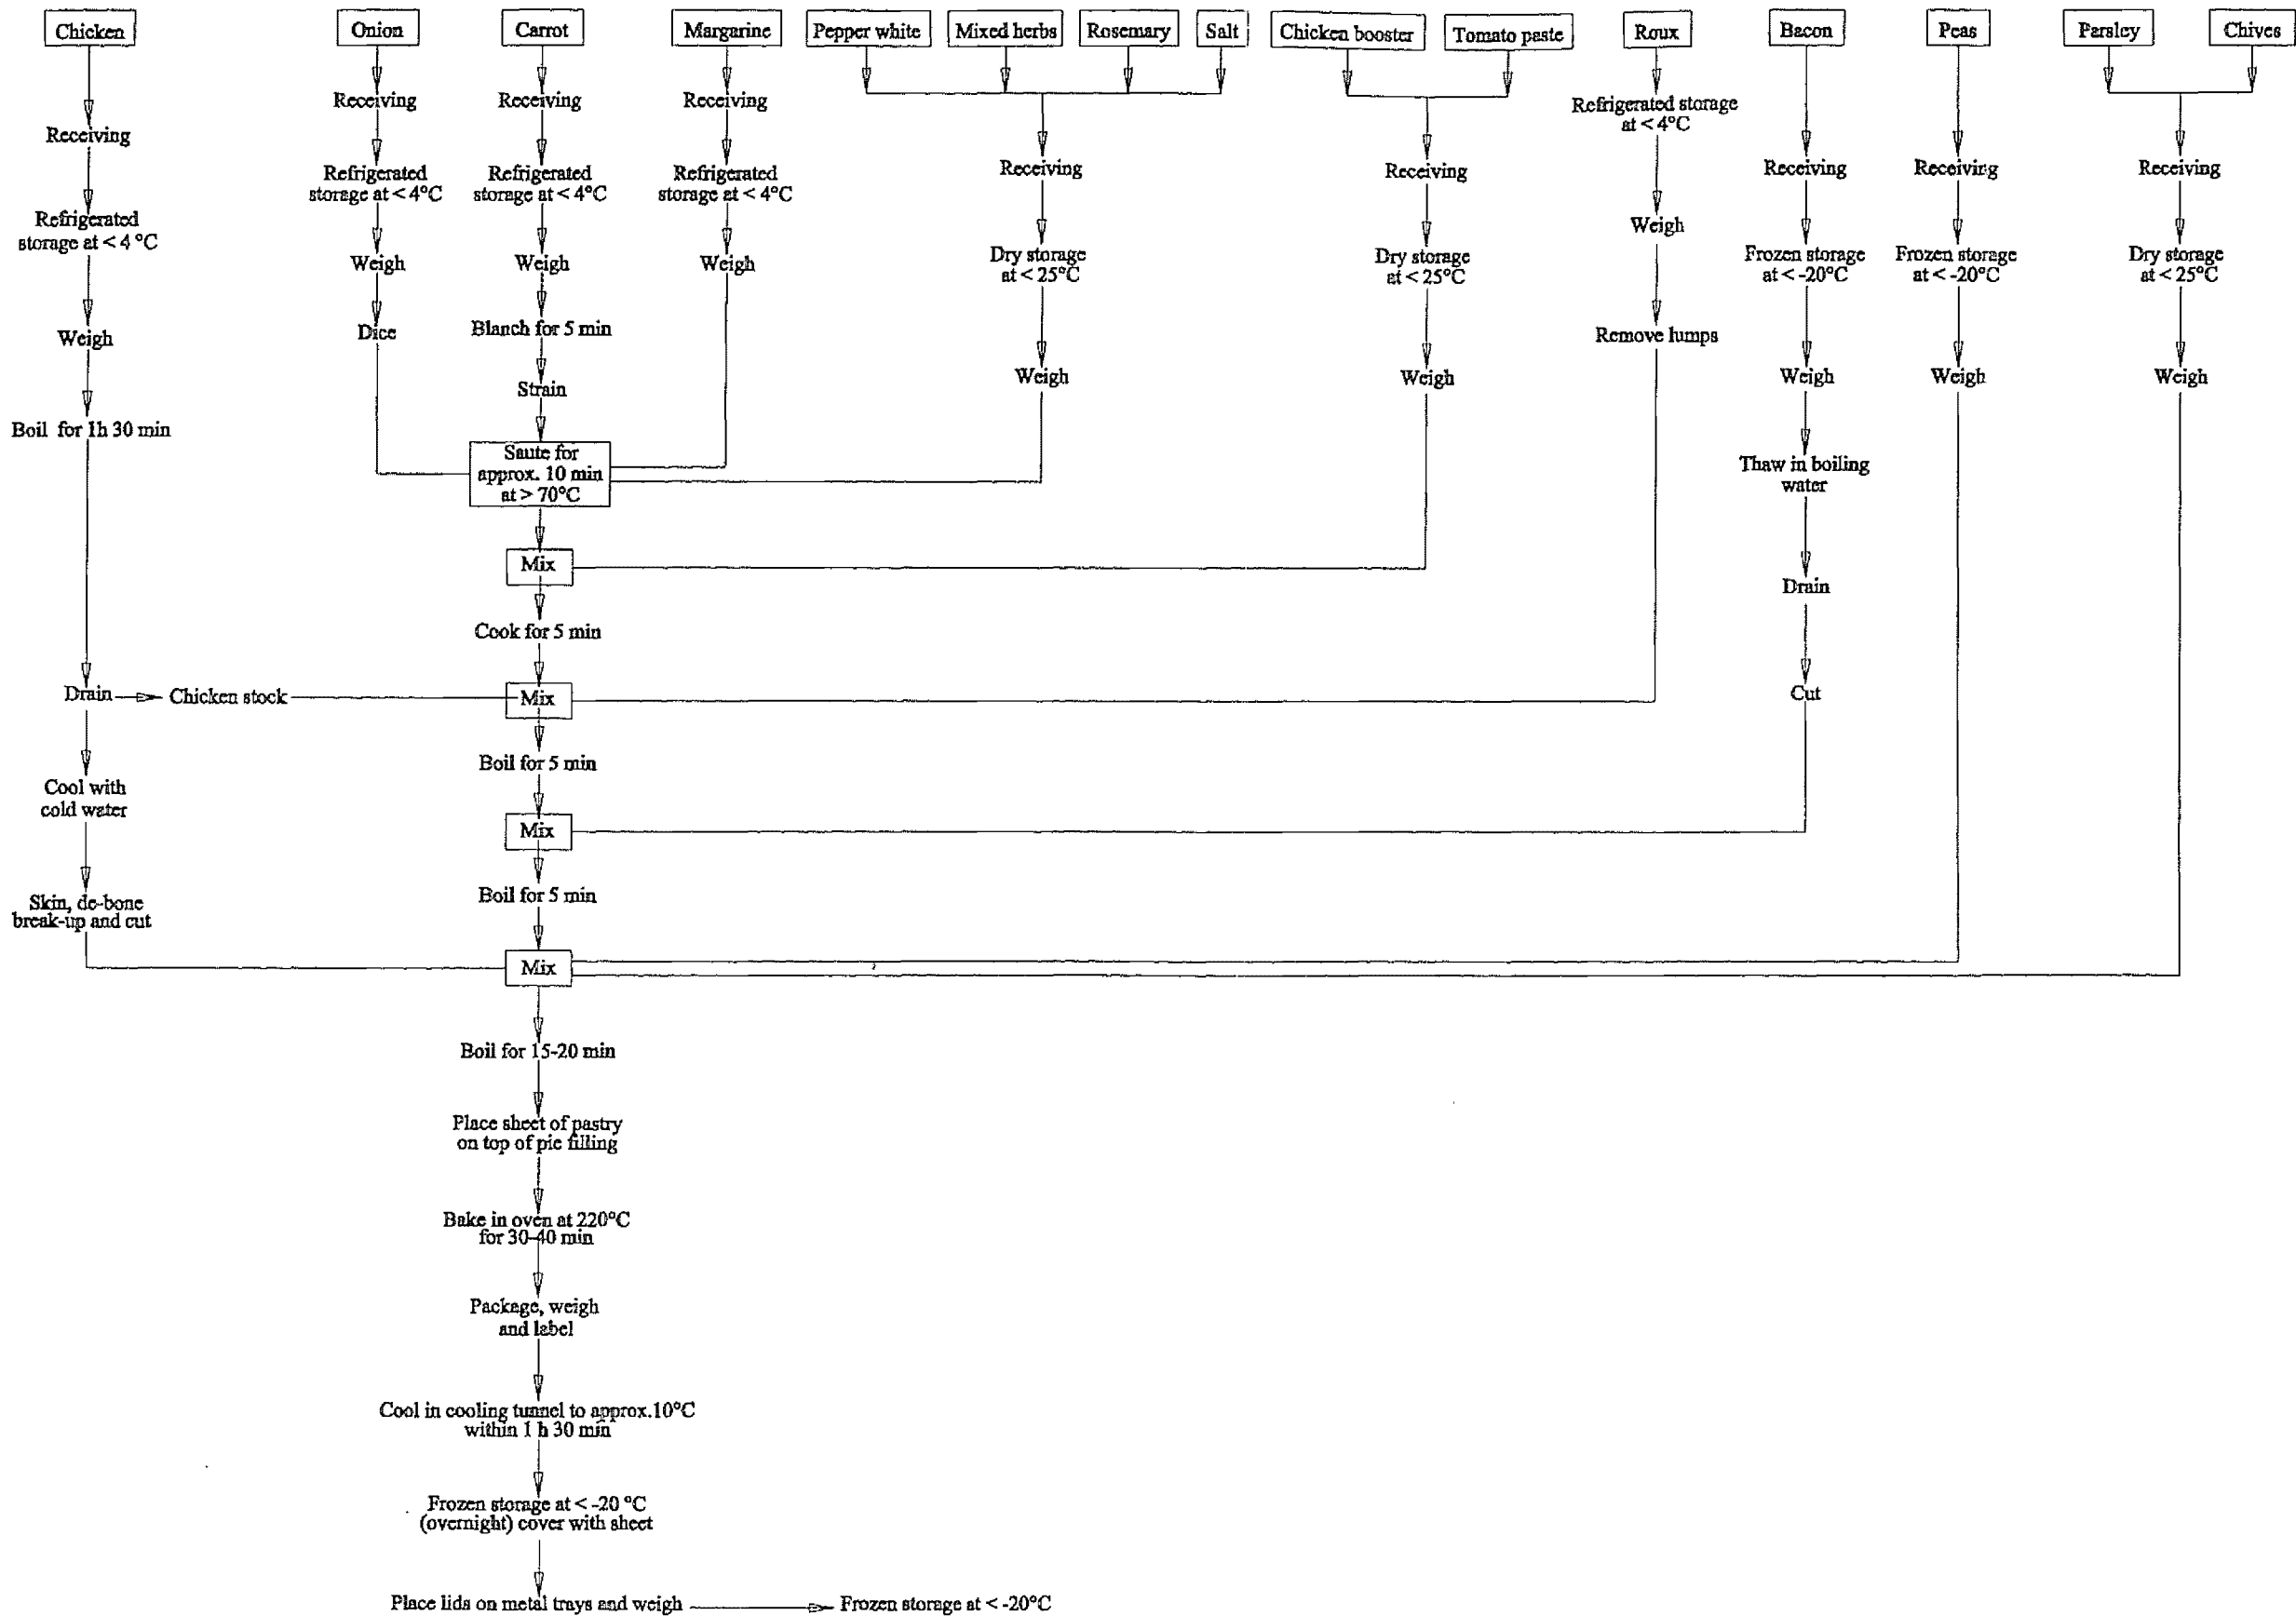 Chicken
Onion
Carrot
Margarine
Pepper white
Mixed herbs
Rosemary
Salt
Chicken booster
Tomato paste
Roux
Bacon
Peas
Parsley
Chives
Receiving
Refrigerated
storage at < 4 °C
Weigh
Boil for 1h 30 min
Drain
Chicken stock
Cool with
cold water
Skin, de-bone
break-up and cut
Receiving
Refrigerated
storage at < 4°C
Weigh
Dice
Receiving
Refrigerated
storage at < 4°C
Weigh
Blanch for 5 min
Strain
Receiving
Refrigerated
storage at < 4°C
Weigh
Receiving
Dry storage
at < 25°C
Weigh
Receiving
Dry storage
at < 25°C
Weigh
Refrigerated storage
at < 4°C
Weigh
Remove lumps
Receiving
Frozen storage
at < -20°C
Weigh
Thaw in boiling
water
Drain
Cut
Receiving
Frozen storage
at < -20°C
Weigh
Receiving
Dry storage
at < 25°C
Weigh
Saute for
approx. 10 min
at > 70°C
Mix
Cook for 5 min
Mix
Boil for 5 min
Mix
Boil for 5 min
Mix
Boil for 15-20 min
Place sheet of pastry
on top of pie filling
Bake in oven at 220°C
for 30-40 min
Package, weigh
and label
Cool in cooling tunnel to approx.10°C
within 1 h 30 min
Frozen storage at < -20 °C
(overnight) cover with sheet
Place lids on metal trays and weigh
Frozen storage at < -20°C